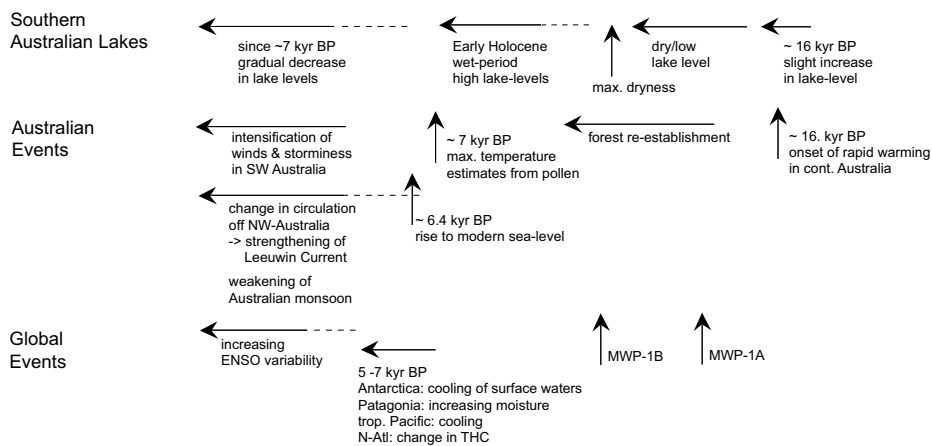 Southern
Australian Lakes
since ~7 kyr BP
gradual decrease
in lake levels
Early Holocene
wet-period
high lake-levels
max. dryness
dry/low
lake level
~ 16 kyr BP
slight increase
in lake-level
Australian
Events
intensification of
winds & storminess
in SW Australia
~ 7 kyr BP
max. temperature
estimates from pollen
forest re-establishment
~ 16. kyr BP
onset of rapid warming
in cont. Australia
change in circulation
off NW-Australia
-> strengthening of
Leeuwin Current
~ 6.4 kyr BP
rise to modern sea-level
weakening of
Australian monsoon
Global
Events
increasing
ENSO variability
5 -7 kyr BP
Antarctica: cooling of surface waters
Patagonia: increasing moisture
trop. Pacific: cooling
N-Atl: change in THC
MWP-1B
MWP-1A